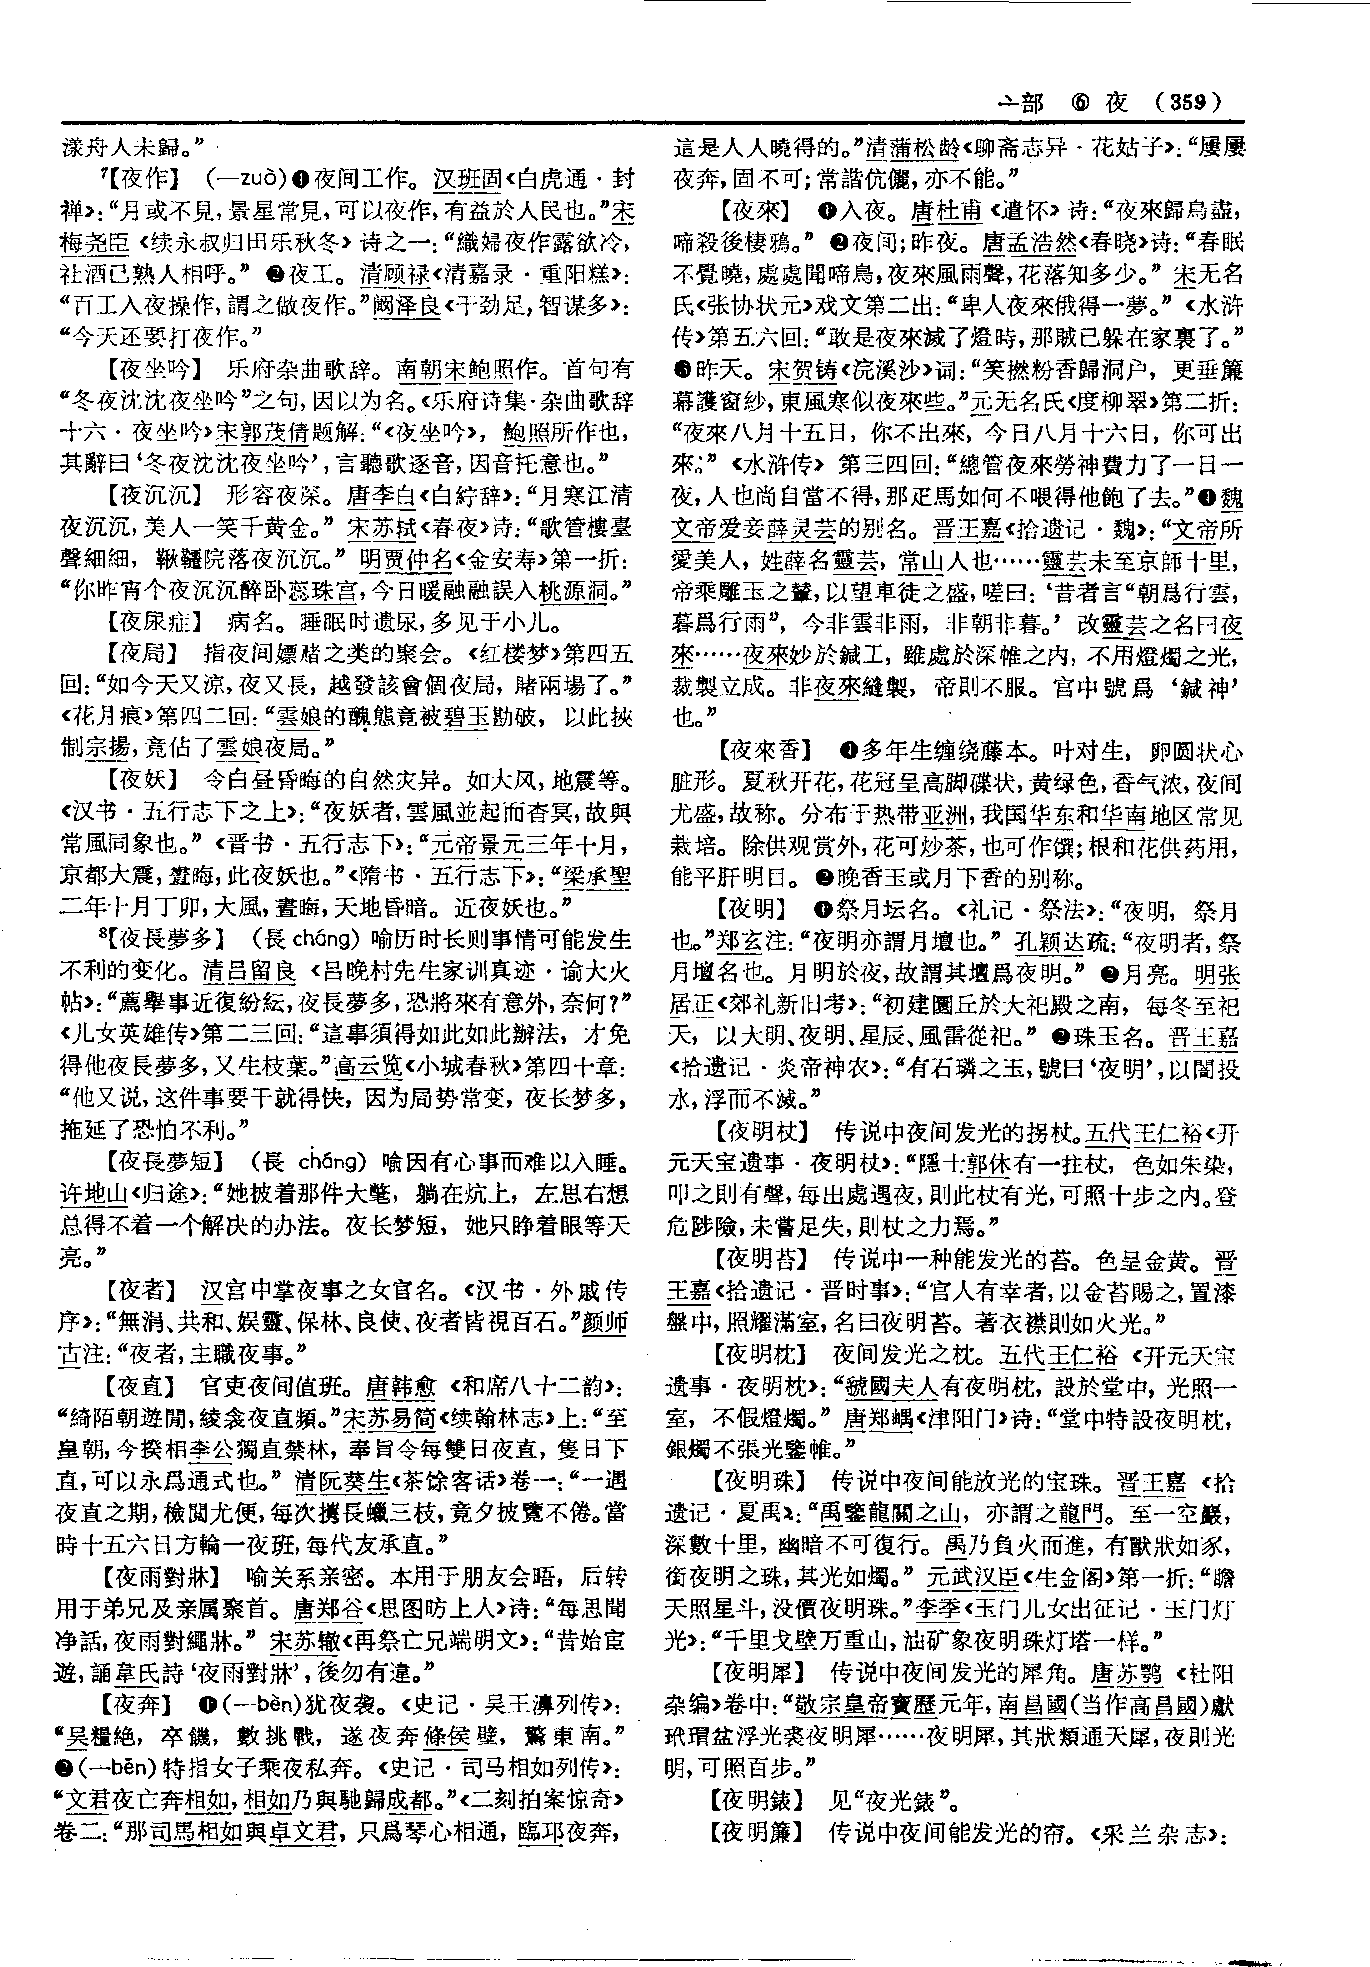 亠部 ⑥ 夜 (359)
漾舟人未歸。”
⁷【夜作】 (—zuò)❶夜间工作。汉班固《白虎通·封
禅》：“月或不見，景星常見，可以夜作，有益於人民也。”宋
梅尧臣《续永叔归田乐秋冬》诗之一：“織婦夜作露欲冷，
社酒已熟人相呼。” ❷夜工。清顾禄《清嘉录·重阳糕》：
“百工入夜操作，謂之做夜作。”阙泽良《干劲足，智谋多》：
“今天还要打夜作。”
【夜坐吟】 乐府杂曲歌辞。南朝宋鲍照作。首句有
“冬夜沈沈夜坐吟”之句，因以为名。《乐府诗集·杂曲歌辞
十六·夜坐吟》宋郭茂倩题解：“《夜坐吟》，鲍照所作也，
其辭曰‘冬夜沈沈夜坐吟’，言聽歌逐音，因音托意也。”
【夜沉沉】 形容夜深。唐李白《白紵辞》：“月寒江清
夜沉沉，美人一笑千黄金。” 宋苏轼《春夜》诗：“歌管樓臺
聲細細，鞦韆院落夜沉沉。” 明贾仲名《金安寿》第一折：
“你昨宵个夜沉沉醉卧蕊珠宫，今日暖融融誤入桃源洞。”
【夜尿症】 病名。睡眠时遗尿，多见于小儿。
【夜局】 指夜间嫖赌之类的聚会。《红楼梦》第四五
回：“如今天又凉，夜又長，越發該會個夜局，賭兩場了。”
《花月痕》第四二回：“雲娘的醜態竟被碧玉勘破，以此挾
制宗揚，竟佔了雲娘夜局。”
【夜妖】 令白昼昏晦的自然灾异。如大风，地震等。
《汉书·五行志下之上》：“夜妖者，雲風並起而杳冥，故與
常風同象也。” 《晋书·五行志下》：“元帝景元三年十月，
京都大震，晝晦，此夜妖也。”《隋书·五行志下》：“梁承聖
二年十月丁卯，大風，晝晦，天地昏暗。近夜妖也。”
⁸【夜長夢多】 (長 cháng) 喻历时长则事情可能发生
不利的变化。清吕留良《吕晚村先生家训真迹·谕大火
帖》：“薦舉事近復紛紜，夜長夢多，恐將來有意外，奈何？”
《儿女英雄传》第二三回：“這事須得如此如此辦法，才免
得他夜長夢多，又生枝葉。”高云览《小城春秋》第四十章：
“他又说，这件事要干就得快，因为局势常变，夜长梦多，
拖延了恐怕不利。”
【夜長夢短】 (長 cháng) 喻因有心事而难以入睡。
许地山《归途》：“她披着那件大氅，躺在炕上，左思右想
总得不着一个解决的办法。夜长梦短，她只睁着眼等天
亮。”
【夜者】 汉宫中掌夜事之女官名。《汉书·外戚传
序》：“無涓、共和、娱靈、保林、良使、夜者皆視百石。”颜师
古注：“夜者，主職夜事。”
【夜直】 官吏夜间值班。唐韩愈《和席八十二韵》：
“綺陌朝遊閒，綾衾夜直頻。”宋苏易简《续翰林志》上：“至
皇朝，今揆相李公獨直禁林，奉旨令每雙日夜直，隻日下
直，可以永爲通式也。” 清阮葵生《茶馀客话》卷一：“一遇
夜直之期，檢閲尤便，每次攜長蠟三枝，竟夕披覽不倦。當
時十五六日方輪一夜班，每代友承直。”
【夜雨對牀】 喻关系亲密。本用于朋友会晤，后转
用于弟兄及亲属聚首。唐郑谷《思图昉上人》诗：“每思聞
净話，夜雨對繩牀。” 宋苏辙《再祭亡兄端明文》：“昔始宦
遊，誦韋氏詩‘夜雨對牀’，後勿有違。”
【夜奔】 ❶(—bèn)犹夜袭。《史记·吴王濞列传》：
“吴糧絶，卒饑，數挑戰，遂夜奔條侯壁，驚東南。”
❷(—bēn)特指女子乘夜私奔。《史记·司马相如列传》：
“文君夜亡奔相如，相如乃與馳歸成都。”《二刻拍案惊奇》
卷二：“那司馬相如與卓文君，只爲琴心相通，臨邛夜奔，
這是人人曉得的。”清蒲松龄《聊斋志异·花姑子》：“屢屢
夜奔，固不可；常諧伉儷，亦不能。”
【夜來】 ❶入夜。唐杜甫《遣怀》诗：“夜來歸鳥盡，
啼殺後棲鴉。” ❷夜间；昨夜。唐孟浩然《春晓》诗：“春眠
不覺曉，處處聞啼鳥，夜來風雨聲，花落知多少。” 宋无名
氏《张协状元》戏文第二出：“卑人夜來俄得一夢。” 《水浒
传》第五六回：“敢是夜來滅了燈時，那賊已躲在家裏了。”
❸昨天。宋贺铸《浣溪沙》词：“笑撚粉香歸洞户，更垂簾
幕護窗紗，東風寒似夜來些。”元无名氏《度柳翠》第二折：
“夜來八月十五日，你不出來，今日八月十六日，你可出
來；” 《水浒传》第三四回：“總管夜來勞神費力了一日一
夜，人也尚自當不得，那疋馬如何不喂得他飽了去。”❹魏
文帝爱妾薛灵芸的别名。晋王嘉《拾遗记·魏》：“文帝所
愛美人，姓薛名靈芸，常山人也……靈芸未至京師十里，
帝乘雕玉之輦，以望車徒之盛，嗟曰：‘昔者言“朝爲行雲，
暮爲行雨”，今非雲非雨，非朝非暮。’ 改靈芸之名曰夜
來……夜來妙於鍼工，雖處於深帷之内，不用燈燭之光，
裁製立成。非夜來縫製，帝則不服。宫中號爲‘鍼神’
也。”
【夜來香】 ❶多年生缠绕藤本。叶对生，卵圆状心
脏形。夏秋开花，花冠呈高脚碟状，黄绿色，香气浓，夜间
尤盛，故称。分布于热带亚洲，我国华东和华南地区常见
栽培。除供观赏外，花可炒茶，也可作馔；根和花供药用，
能平肝明目。❷晚香玉或月下香的别称。
【夜明】 ❶祭月坛名。《礼记·祭法》：“夜明，祭月
也。”郑玄注：“夜明亦謂月壇也。” 孔颖达疏：“夜明者，祭
月壇名也。月明於夜，故謂其壇爲夜明。” ❷月亮。明张
居正《郊礼新旧考》：“初建圜丘於大祀殿之南，每冬至祀
天，以大明、夜明、星辰、風雷從祀。” ❸珠玉名。晋王嘉
《拾遗记·炎帝神农》：“有石璘之玉，號曰‘夜明’，以闇投
水，浮而不滅。”
【夜明杖】 传说中夜间发光的拐杖。五代王仁裕《开
元天宝遗事·夜明杖》：“隱士郭休有一拄杖，色如朱染，
叩之則有聲，每出處遇夜，則此杖有光，可照十步之内。登
危陟險，未嘗足失，則杖之力焉。”
【夜明苔】 传说中一种能发光的苔。色呈金黄。晋
王嘉《拾遗记·晋时事》：“宫人有幸者，以金苔賜之，置漆
盤中，照耀滿室，名曰夜明苔。著衣襟則如火光。”
【夜明枕】 夜间发光之枕。五代王仁裕《开元天宝
遗事·夜明枕》：“虢國夫人有夜明枕，設於堂中，光照一
室，不假燈燭。” 唐郑嵎《津阳门》诗：“堂中特設夜明枕，
銀燭不張光鑒帷。”
【夜明珠】 传说中夜间能放光的宝珠。晋王嘉《拾
遗记·夏禹》：“禹鑿龍關之山，亦謂之龍門。至一空巖，
深數十里，幽暗不可復行。禹乃負火而進，有獸狀如豕，
銜夜明之珠，其光如燭。” 元武汉臣《生金阁》第一折：“瞻
天照星斗，没價夜明珠。”李季《玉门儿女出征记·玉门灯
光》：“千里戈壁万重山，油矿象夜明珠灯塔一样。”
【夜明犀】 传说中夜间发光的犀角。唐苏鹗《杜阳
杂编》卷中：“敬宗皇帝寶歷元年，南昌國(当作高昌國)獻
玳瑁盆浮光裘夜明犀……夜明犀，其狀類通天犀，夜則光
明，可照百步。”
【夜明錶】 见“夜光錶”。
【夜明簾】 传说中夜间能发光的帘。《采兰杂志》：